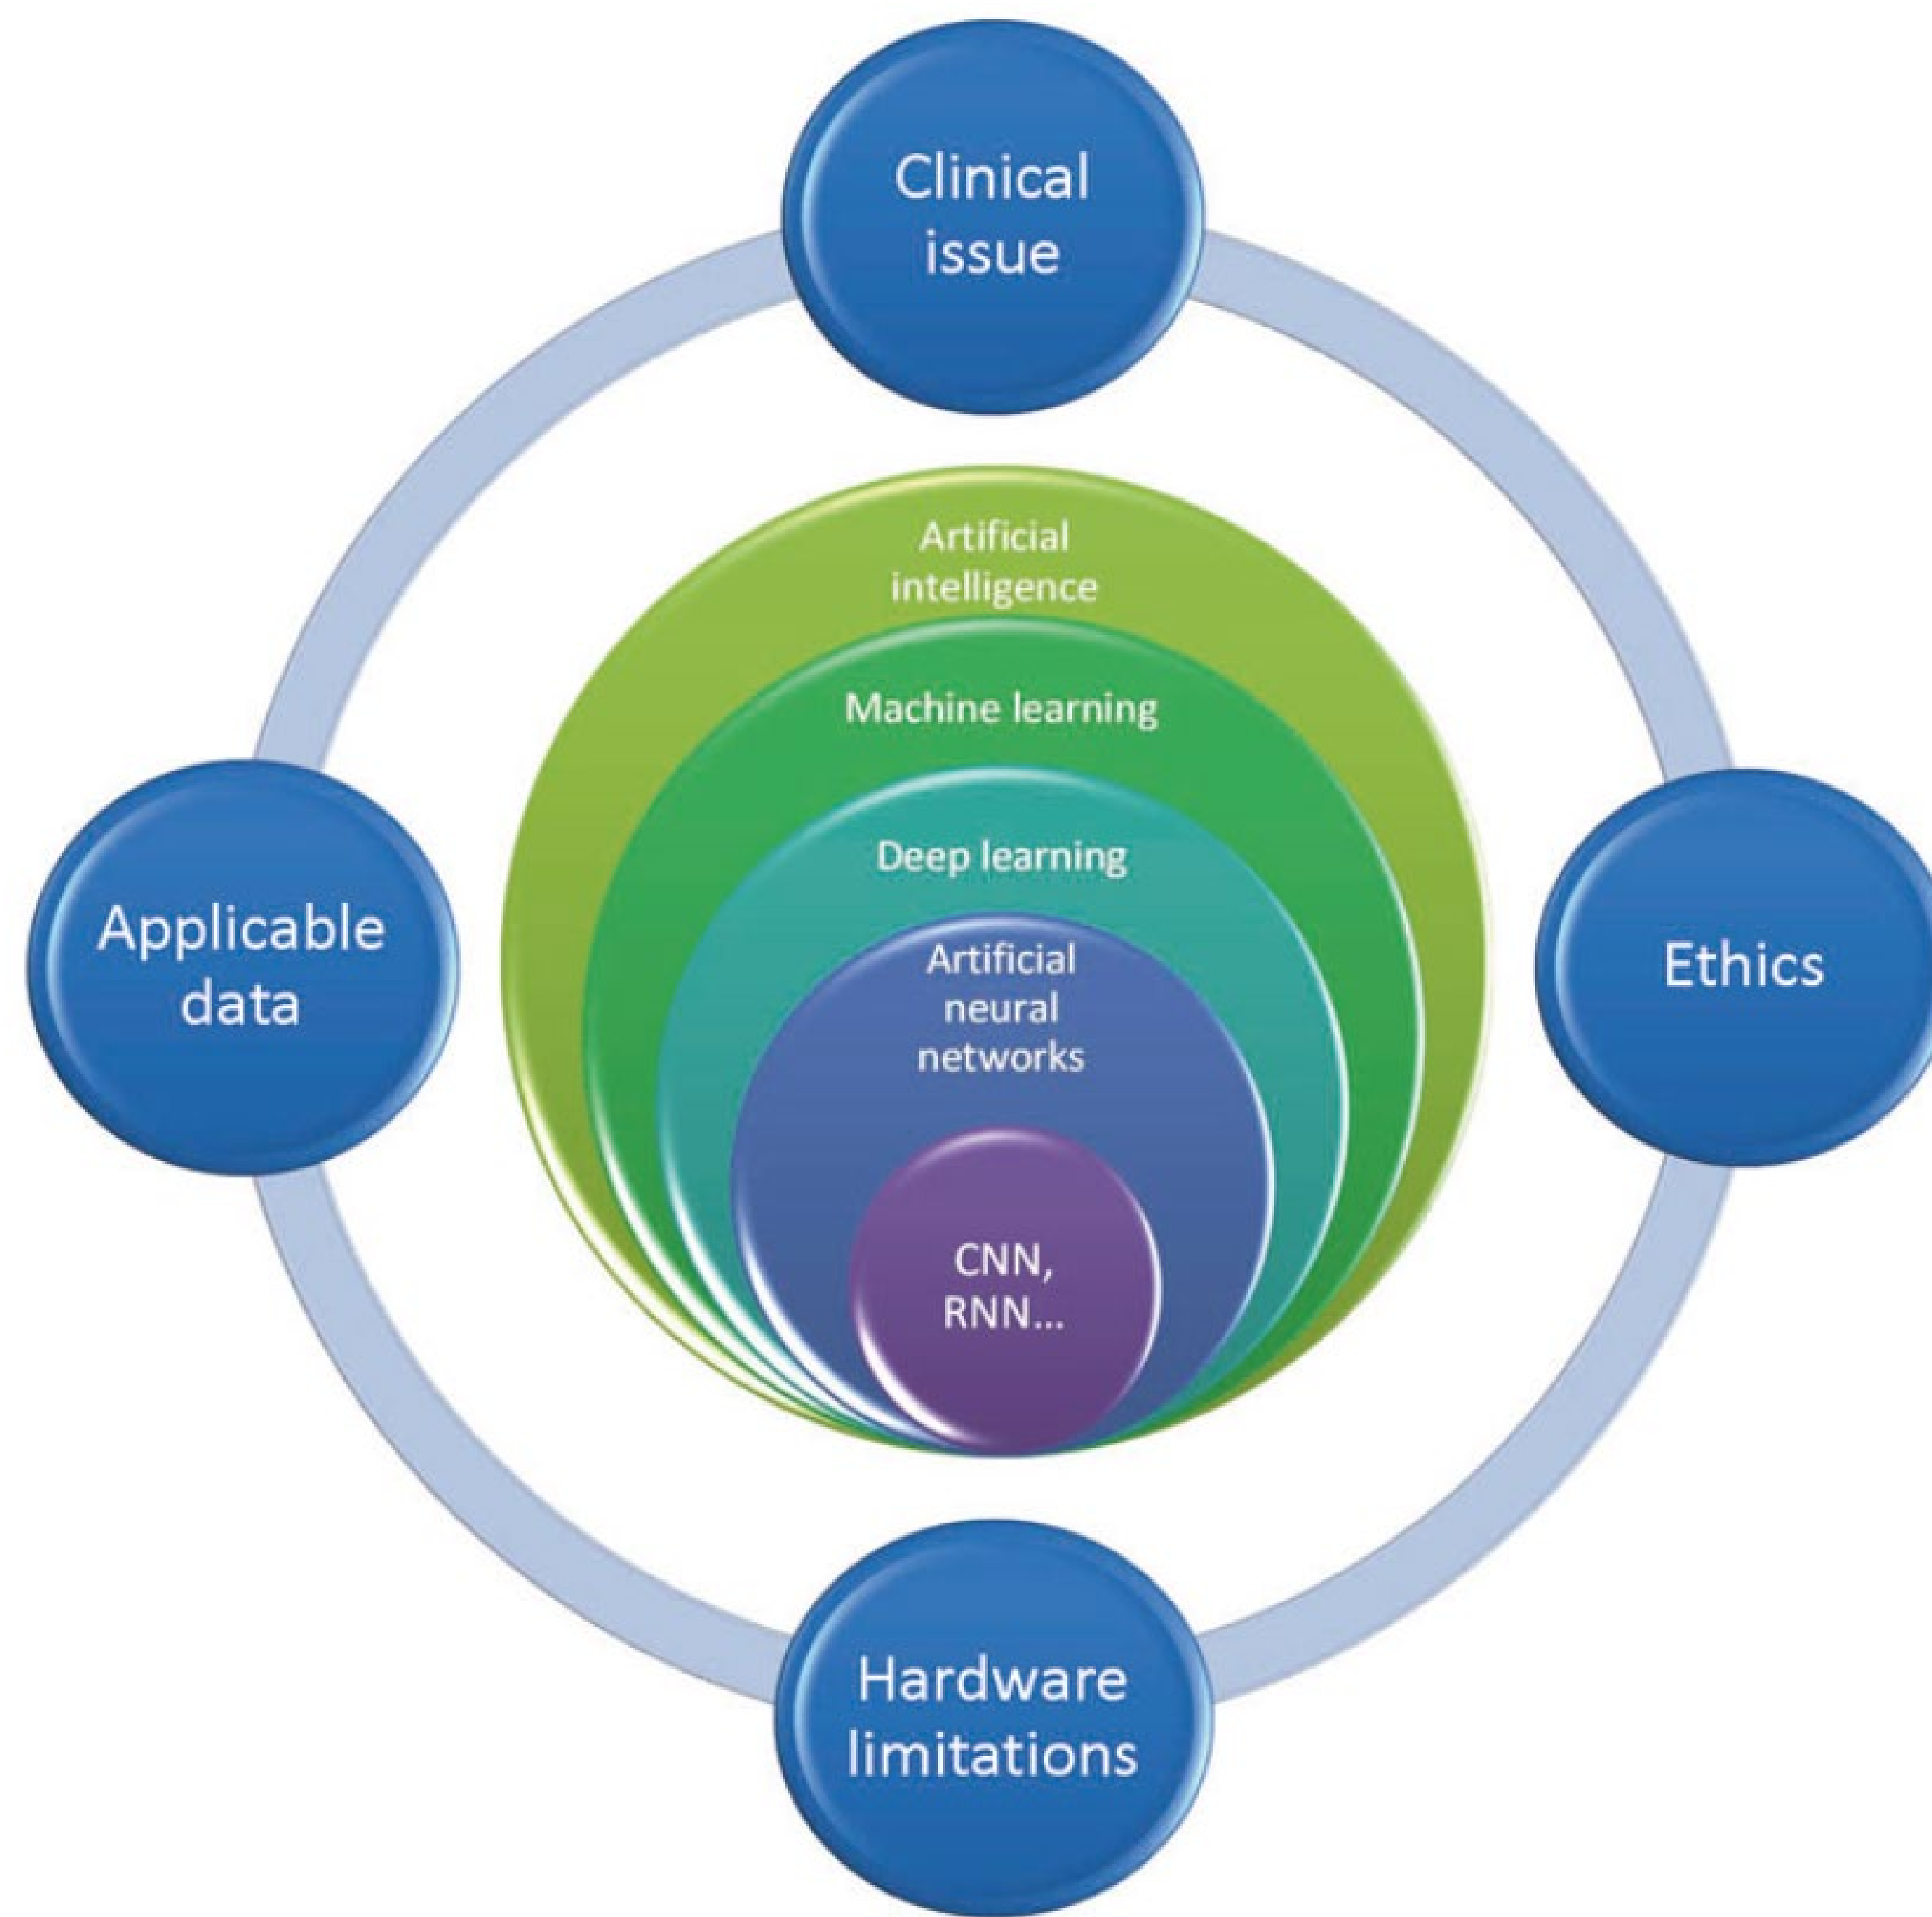 Clinical
issue
Artificial
intelligence
Machine learning
Deep learning
Artificial
neural
networks
CNN,
RNN...
Applicable
data
Ethics
Hardware
limitations